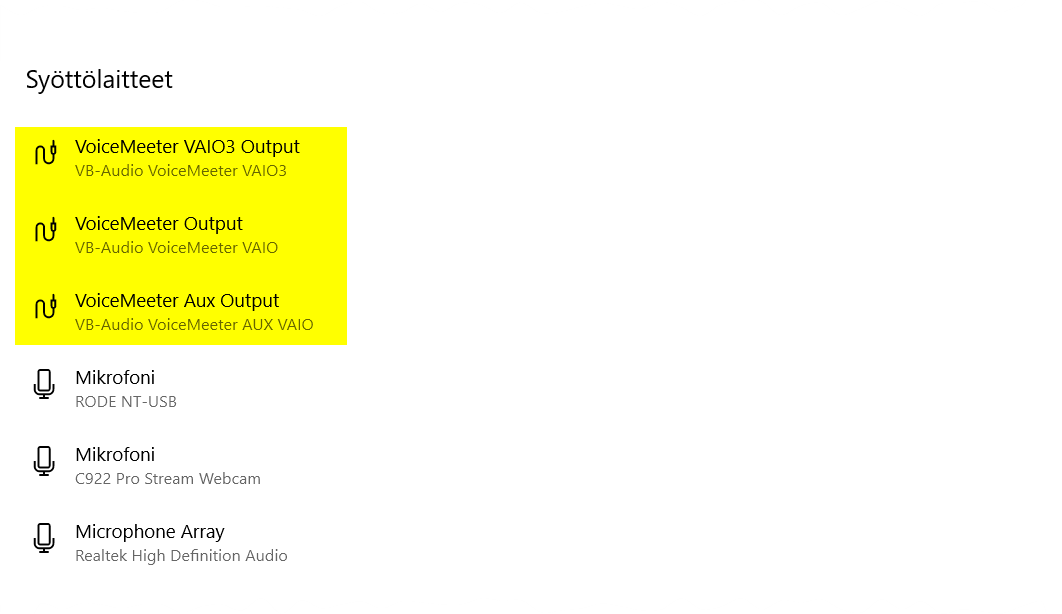 Syöttölaitteet
VoiceMeeter VAIO3 Output
VB-Audio VoiceMeeter VAIO3
VoiceMeeter Output
VB-Audio VoiceMeeter VAIO
VoiceMeeter Aux Output
VB-Audio VoiceMeeter AUX VAIO
Mikrofoni
RODE NT-USB
Mikrofoni
C922 Pro Stream Webcam
Microphone Array
Realtek High Definition Audio